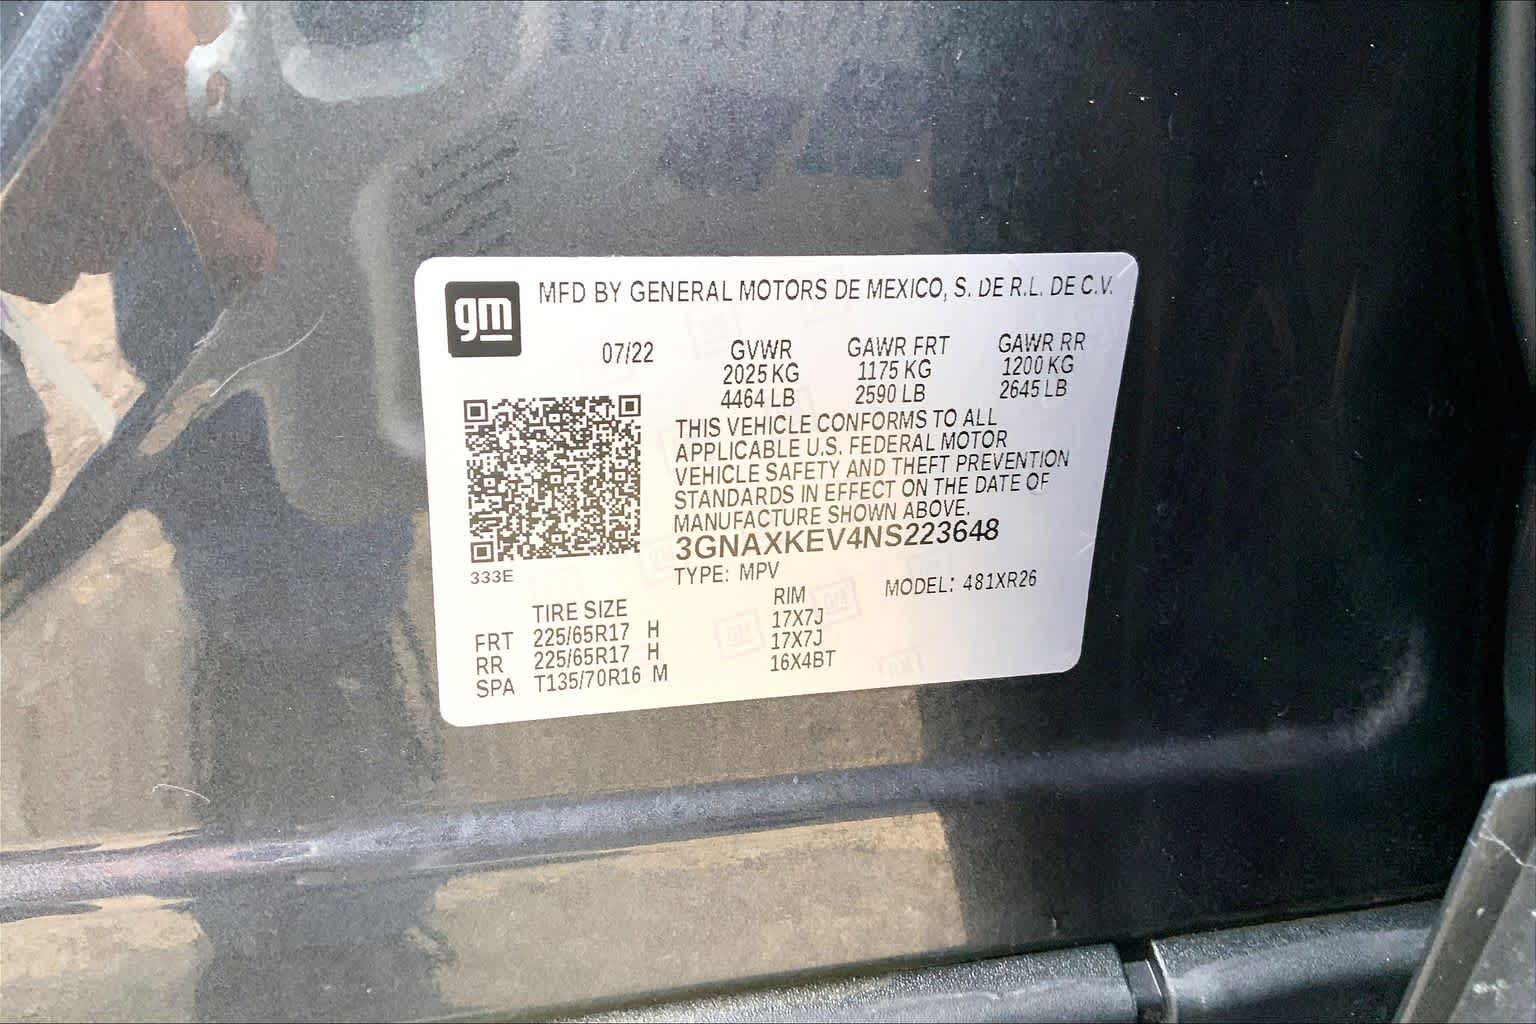 gm
MFD BY GENERAL MOTORS DE MEXICO, S. DE R.L. DE C.V.
07/22 GVWR GAWR FRT GAWR RR
2025 KG 1175 KG 1200 KG
4464 LB 2590 LB 2645 LB
THIS VEHICLE CONFORMS TO ALL
APPLICABLE U.S. FEDERAL MOTOR
VEHICLE SAFETY AND THEFT PREVENTION
STANDARDS IN EFFECT ON THE DATE OF
MANUFACTURE SHOWN ABOVE.
3GNAXKEV4NS223648
333E TYPE: MPV MODEL: 481XR26
TIRE SIZE RIM
FRT 225/65R17 H 17X7J
RR 225/65R17 H 17X7J
SPA T135/70R16 M 16X4BT